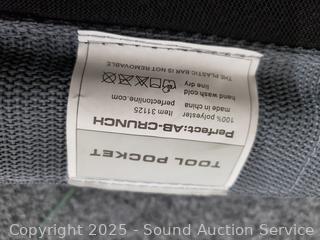 TOOL POCKET
Perfect:AB-CRUNCH
item 31125
100% polyester
perfectonline.com
made in china
hand wash cold
line dry
THE PLASTIC BAR IS NOT REMOVABLE
Copyright 2025 - Sound Auction Service